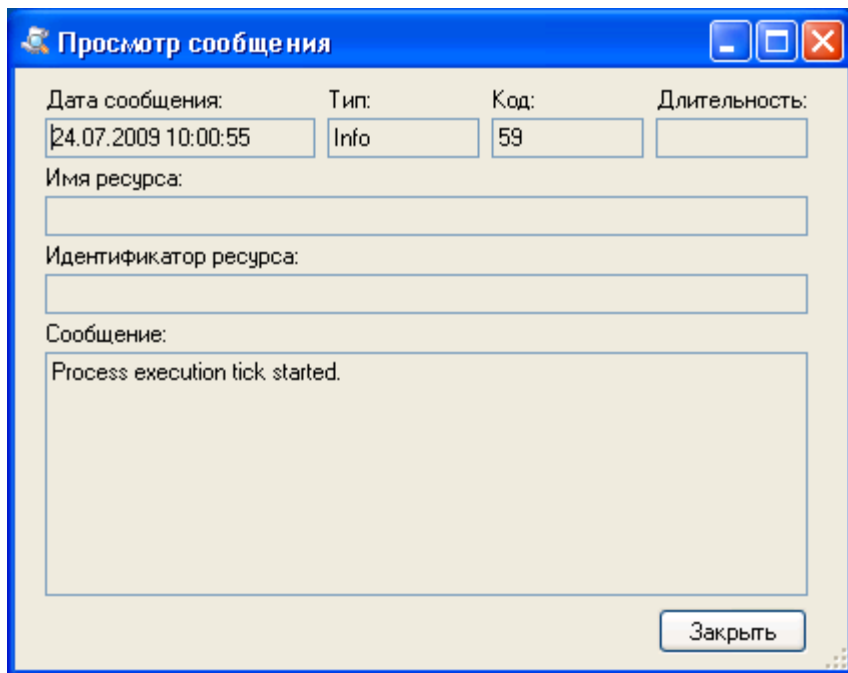 Просмотр сообщения
Дата сообщения: Тип: Код: Длительность:
24.07.2009 10:00:55 Info 59
Имя ресурса:
Идентификатор ресурса:
Сообщение:
Process execution tick started.
Закрыть